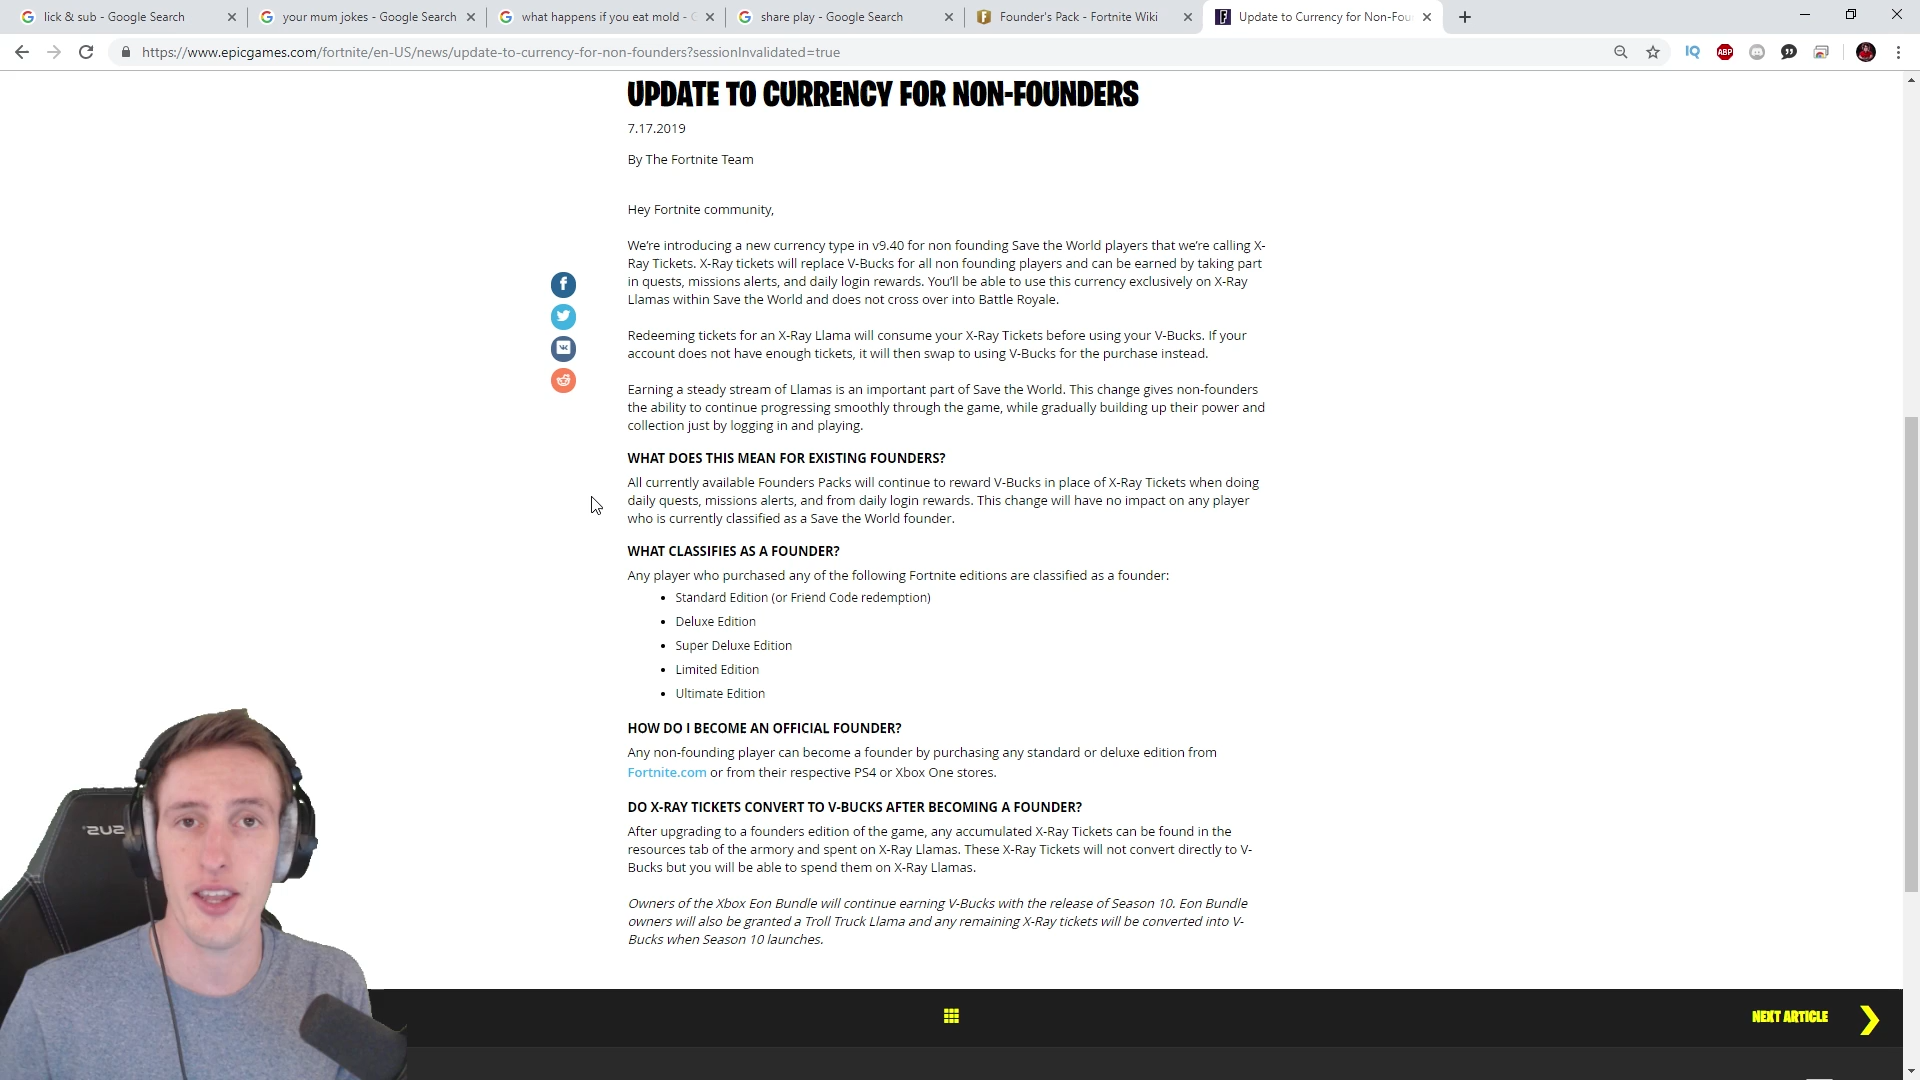 lick & sub - Google Search
your mum jokes - Google Search
what happens if you eat mold -
share play - Google Search
Founder's Pack - Fortnite Wiki
Update to Currency for Non-Fou
https://www.epicgames.com/fortnite/en-US/news/update-to-currency-for-non-founders?sessionInvalidated=true
IQ
ABP
UPDATE TO CURRENCY FOR NON-FOUNDERS
7.17.2019
By The Fortnite Team
Hey Fortnite community,
We're introducing a new currency type in v9.40 for non founding Save the World players that we're calling X-
Ray Tickets. X-Ray tickets will replace V-Bucks for all non founding players and can be earned by taking part
in quests, missions alerts, and daily login rewards. You'll be able to use this currency exclusively on X-Ray
Llamas within Save the World and does not cross over into Battle Royale.
Redeeming tickets for an X-Ray Llama will consume your X-Ray Tickets before using your V-Bucks. If your
account does not have enough tickets, it will then swap to using V-Bucks for the purchase instead.
Earning a steady stream of Llamas is an important part of Save the World. This change gives non-founders
the ability to continue progressing smoothly through the game, while gradually building up their power and
collection just by logging in and playing.
WHAT DOES THIS MEAN FOR EXISTING FOUNDERS?
All currently available Founders Packs will continue to reward V-Bucks in place of X-Ray Tickets when doing
daily quests, missions alerts, and from daily login rewards. This change will have no impact on any player
who is currently classified as a Save the World founder.
WHAT CLASSIFIES AS A FOUNDER?
Any player who purchased any of the following Fortnite editions are classified as a founder:
• Standard Edition (or Friend Code redemption)
• Deluxe Edition
• Super Deluxe Edition
• Limited Edition
• Ultimate Edition
HOW DO I BECOME AN OFFICIAL FOUNDER?
Any non-founding player can become a founder by purchasing any standard or deluxe edition from
Fortnite.com or from their respective PS4 or Xbox One stores.
DO X-RAY TICKETS CONVERT TO V-BUCKS AFTER BECOMING A FOUNDER?
After upgrading to a founders edition of the game, any accumulated X-Ray Tickets can be found in the
resources tab of the armory and spent on X-Ray Llamas. These X-Ray Tickets will not convert directly to V-
Bucks but you will be able to spend them on X-Ray Llamas.
Owners of the Xbox Eon Bundle will continue earning V-Bucks with the release of Season 10. Eon Bundle
owners will also be granted a Troll Truck Llama and any remaining X-Ray tickets will be converted into V-
Bucks when Season 10 launches.
NEXT ARTICLE